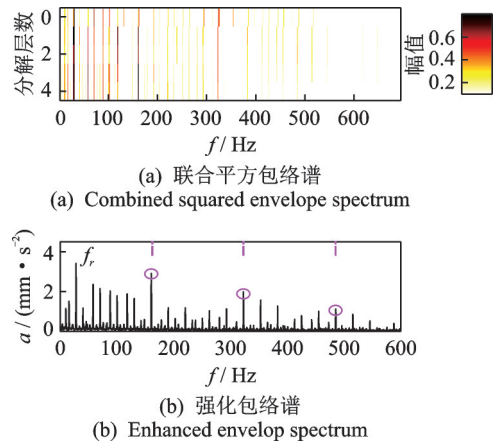 0
2
4
分解层数
0 100 200 300 400 500 600
f / Hz
0.6
0.4
0.2
幅值
(a) 联合平方包络谱
(a) Combined squared envelope spectrum
4
2
0
a / (mm • s⁻²)
fr
0 100 200 300 400 500 600
f / Hz
(b) 强化包络谱
(b) Enhanced envelop spectrum